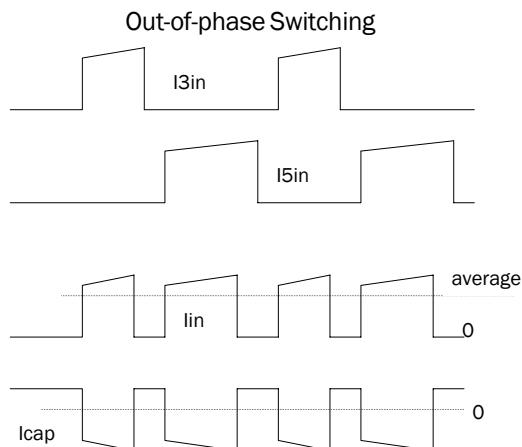 Out-of-phase Switching
I3in
I5in
average
Iin
0
0
Icap